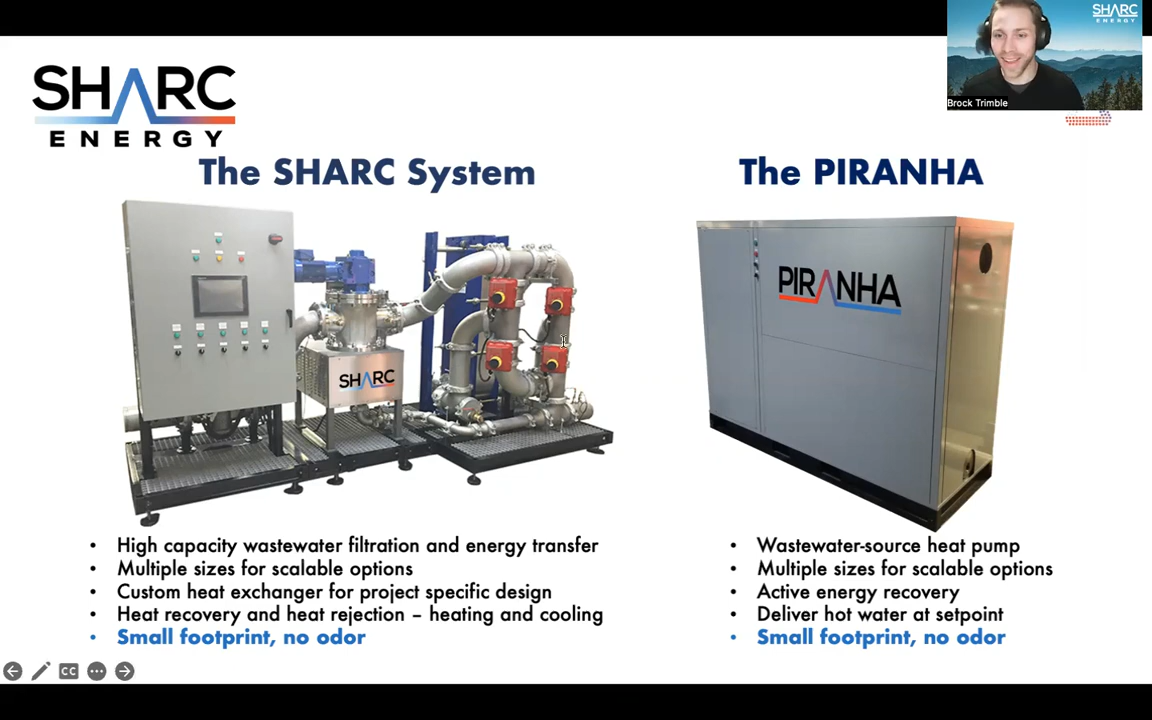 SHARC
ENERGY
Brock Trimble
SHARC
ENERGY
The SHARC System
The PIRANHA
SHARC
PIRANHA
• High capacity wastewater filtration and energy transfer
• Multiple sizes for scalable options
• Custom heat exchanger for project specific design
• Heat recovery and heat rejection – heating and cooling
• Small footprint, no odor
• Wastewater-source heat pump
• Multiple sizes for scalable options
• Active energy recovery
• Deliver hot water at setpoint
• Small footprint, no odor
CC